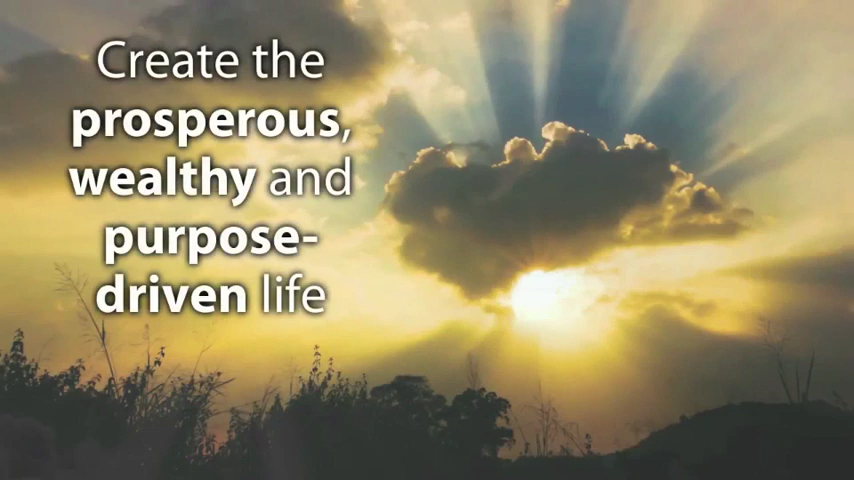 Create the
prosperous,
wealthy and
purpose-
driven life